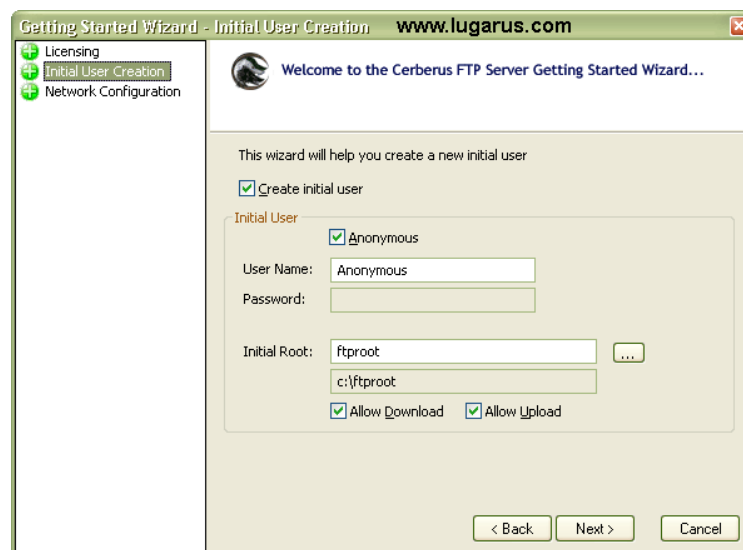 Getting Started Wizard - Initial User Creation www.lugarus.com
Licensing
Initial User Creation
Network Configuration
Welcome to the Cerberus FTP Server Getting Started Wizard...
This wizard will help you create a new initial user
Create initial user
Initial User
Anonymous
User Name: Anonymous
Password:
Initial Root: ftproot ...
c:\ftproot
Allow Download Allow Upload
< Back Next > Cancel